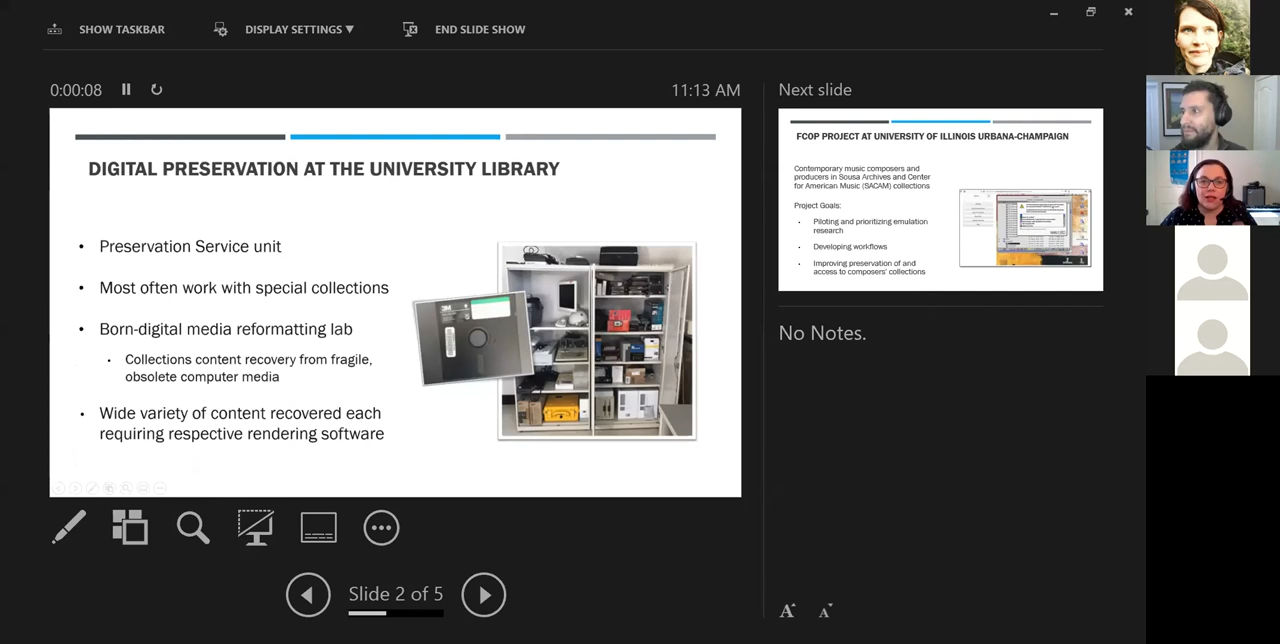 SHOW TASKBAR
DISPLAY SETTINGS ▼
END SLIDE SHOW
0:00:08
11:13 AM
Next slide
DIGITAL PRESERVATION AT THE UNIVERSITY LIBRARY
• Preservation Service unit
• Most often work with special collections
• Born-digital media reformatting lab
• Collections content recovery from fragile,
obsolete computer media
• Wide variety of content recovered each
requiring respective rendering software
FCOP PROJECT AT UNIVERSITY OF ILLINOIS URBANA-CHAMPAIGN
Contemporary music composers and
producers in Sousa Archives and Center
for American Music (SACAM) collections
Project Goals:
• Piloting and prioritizing emulation
research
• Developing workflows
• Improving preservation of and
access to composers' collections
No Notes.
Slide 2 of 5
A A